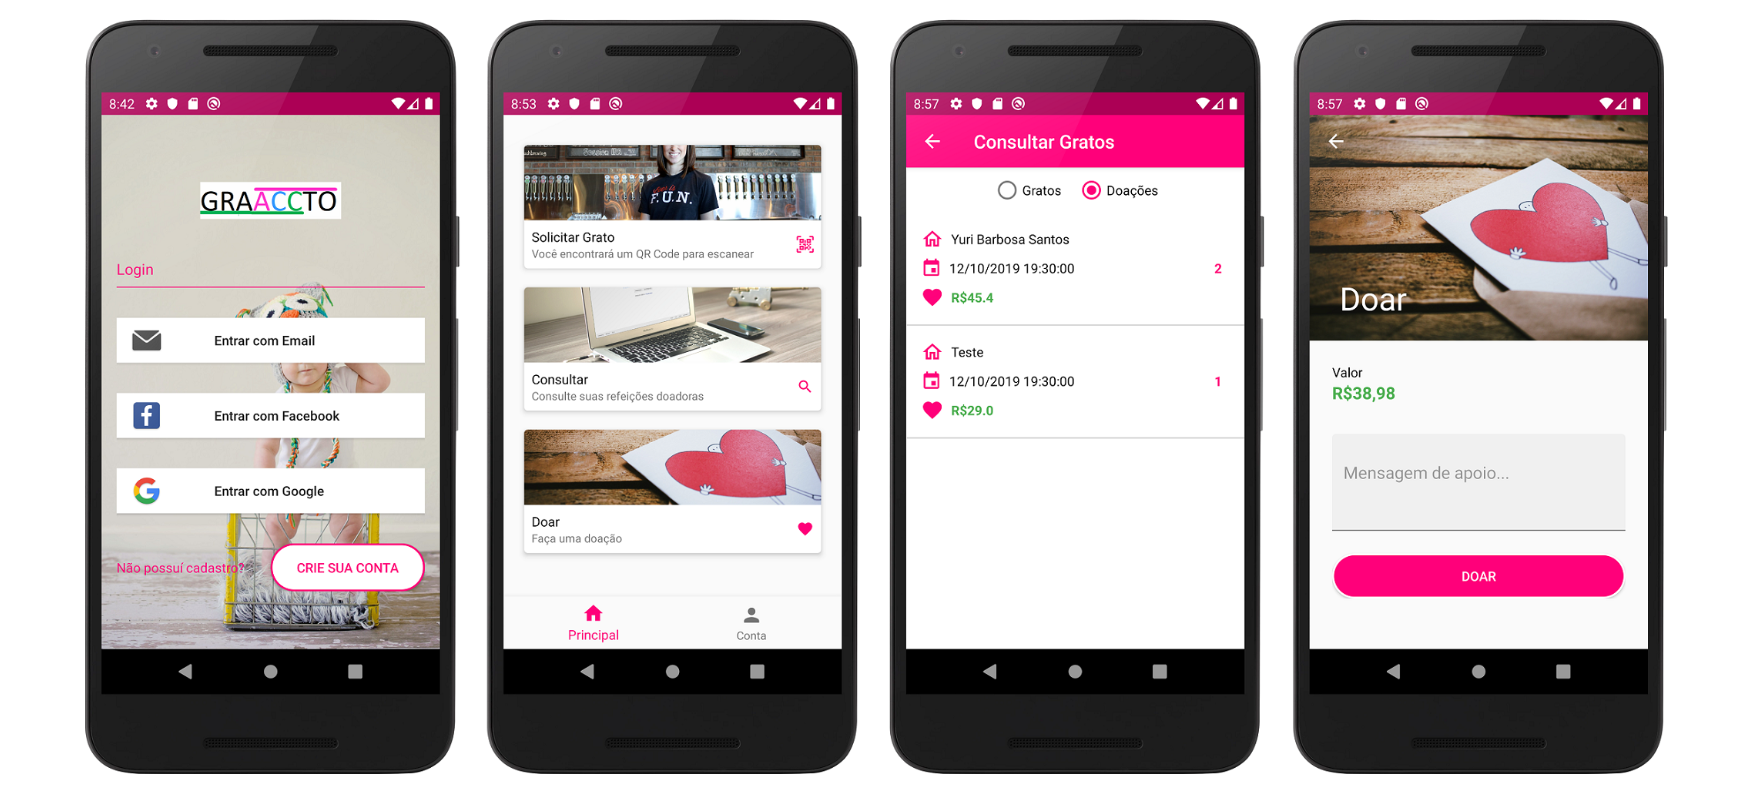 8:42
GRAACCTO
Login
Entrar com Email
Entrar com Facebook
Entrar com Google
Não possuí cadastro?
CRIE SUA CONTA
8:53
F.U.N.
Solicitar Grato
Você encontrará um QR Code para escanear
Consultar
Consulte suas refeições doadoras
Doar
Faça uma doação
Principal
Conta
8:57
Consultar Gratos
Gratos
Doações
Yuri Barbosa Santos
12/10/2019 19:30:00
2
R$45.4
Teste
12/10/2019 19:30:00
1
R$29.0
8:57
Doar
Valor
R$38,98
Mensagem de apoio...
DOAR